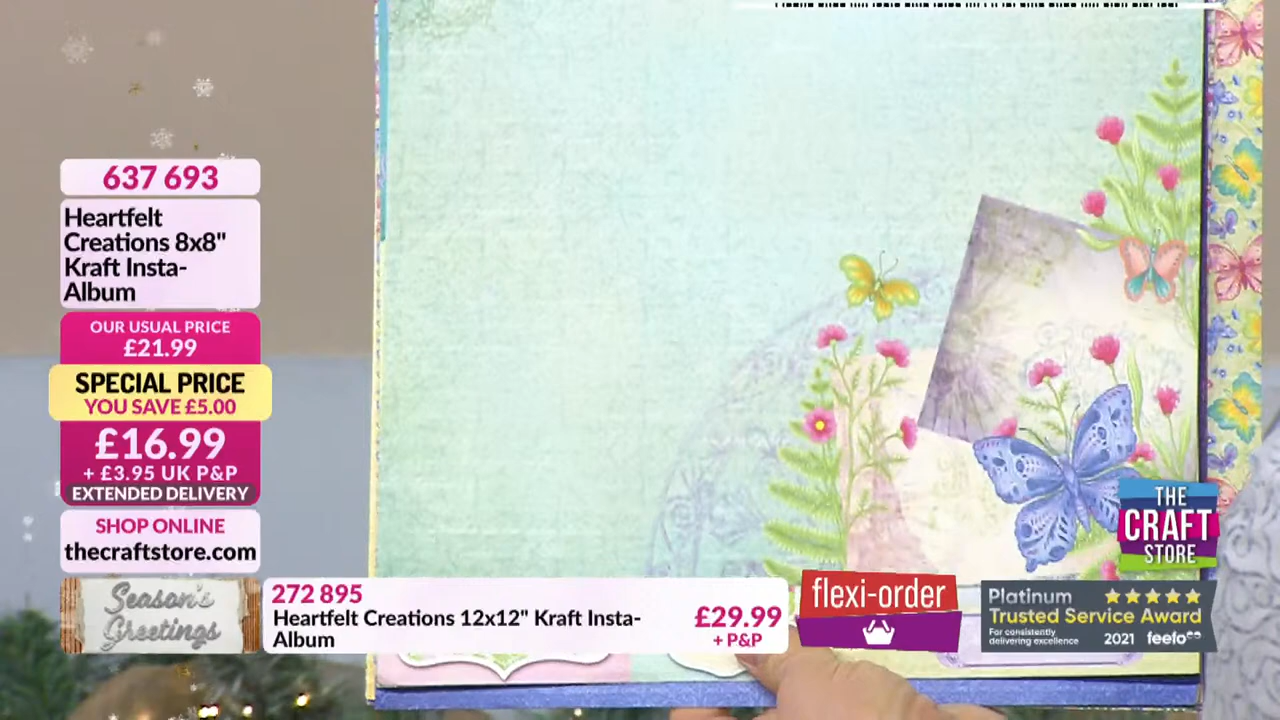 637 693
Heartfelt
Creations 8x8"
Kraft Insta-
Album
OUR USUAL PRICE
£21.99
SPECIAL PRICE
YOU SAVE £5.00
£16.99
+ £3.95 UK P&P
EXTENDED DELIVERY
SHOP ONLINE
thecraftstore.com
Season's
Greetings
272 895
Heartfelt Creations 12x12" Kraft Insta-
Album
£29.99
+ P&P
flexi-order
THE
CRAFT
STORE
Platinum
Trusted Service Award
For consistently
delivering excellence
2021 feefo